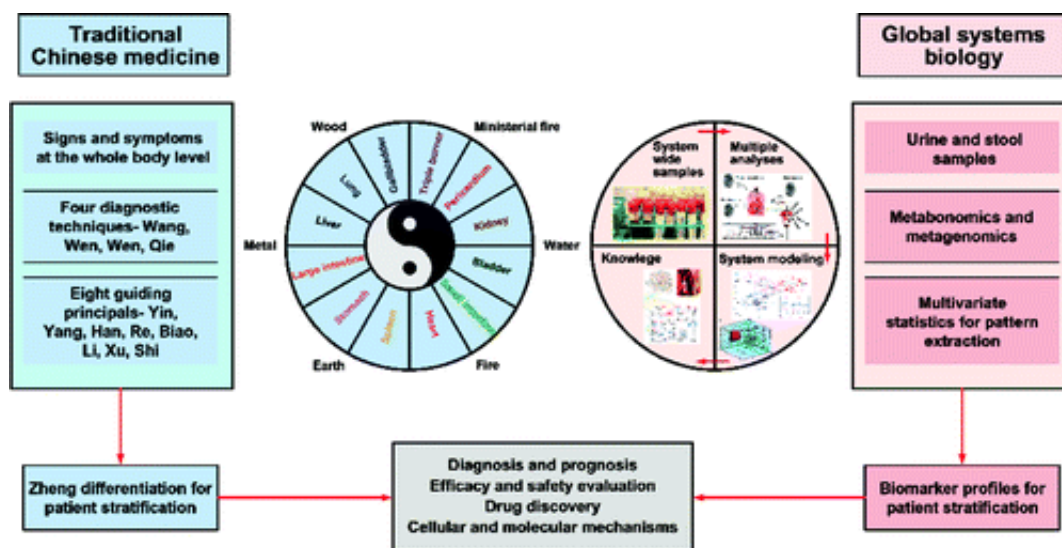 Traditional
Chinese medicine
Global systems
biology
Signs and symptoms
at the whole body level
Four diagnostic
techniques- Wang,
Wen, Wen, Qie
Eight guiding
principals- Yin,
Yang, Han, Re, Biao,
Li, Xu, Shi
Zheng differentiation for
patient stratification
Wood
Ministerial fire
Metal
Water
Earth
Fire
Gallbladder
Triple burner
Pericardium
Kidney
Bladder
Small intestine
Heart
Spleen
Stomach
Large intestine
Liver
Lung
System
wide
samples
Multiple
analyses
Knowlege
System modeling
Urine and stool
samples
Metabonomics and
metagenomics
Multivariate
statistics for pattern
extraction
Biomarker profiles for
patient stratification
Diagnosis and prognosis
Efficacy and safety evaluation
Drug discovery
Cellular and molecular mechanisms